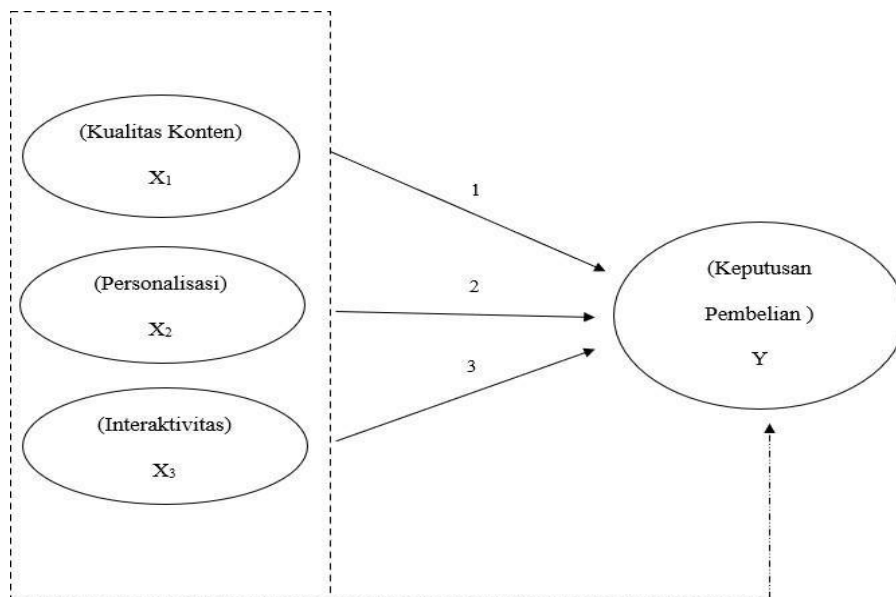 (Kualitas Konten)
X₁
1
(Personalisasi)
X₂
2
(Interaktivitas)
X₃
3
(Keputusan
Pembelian )
Y